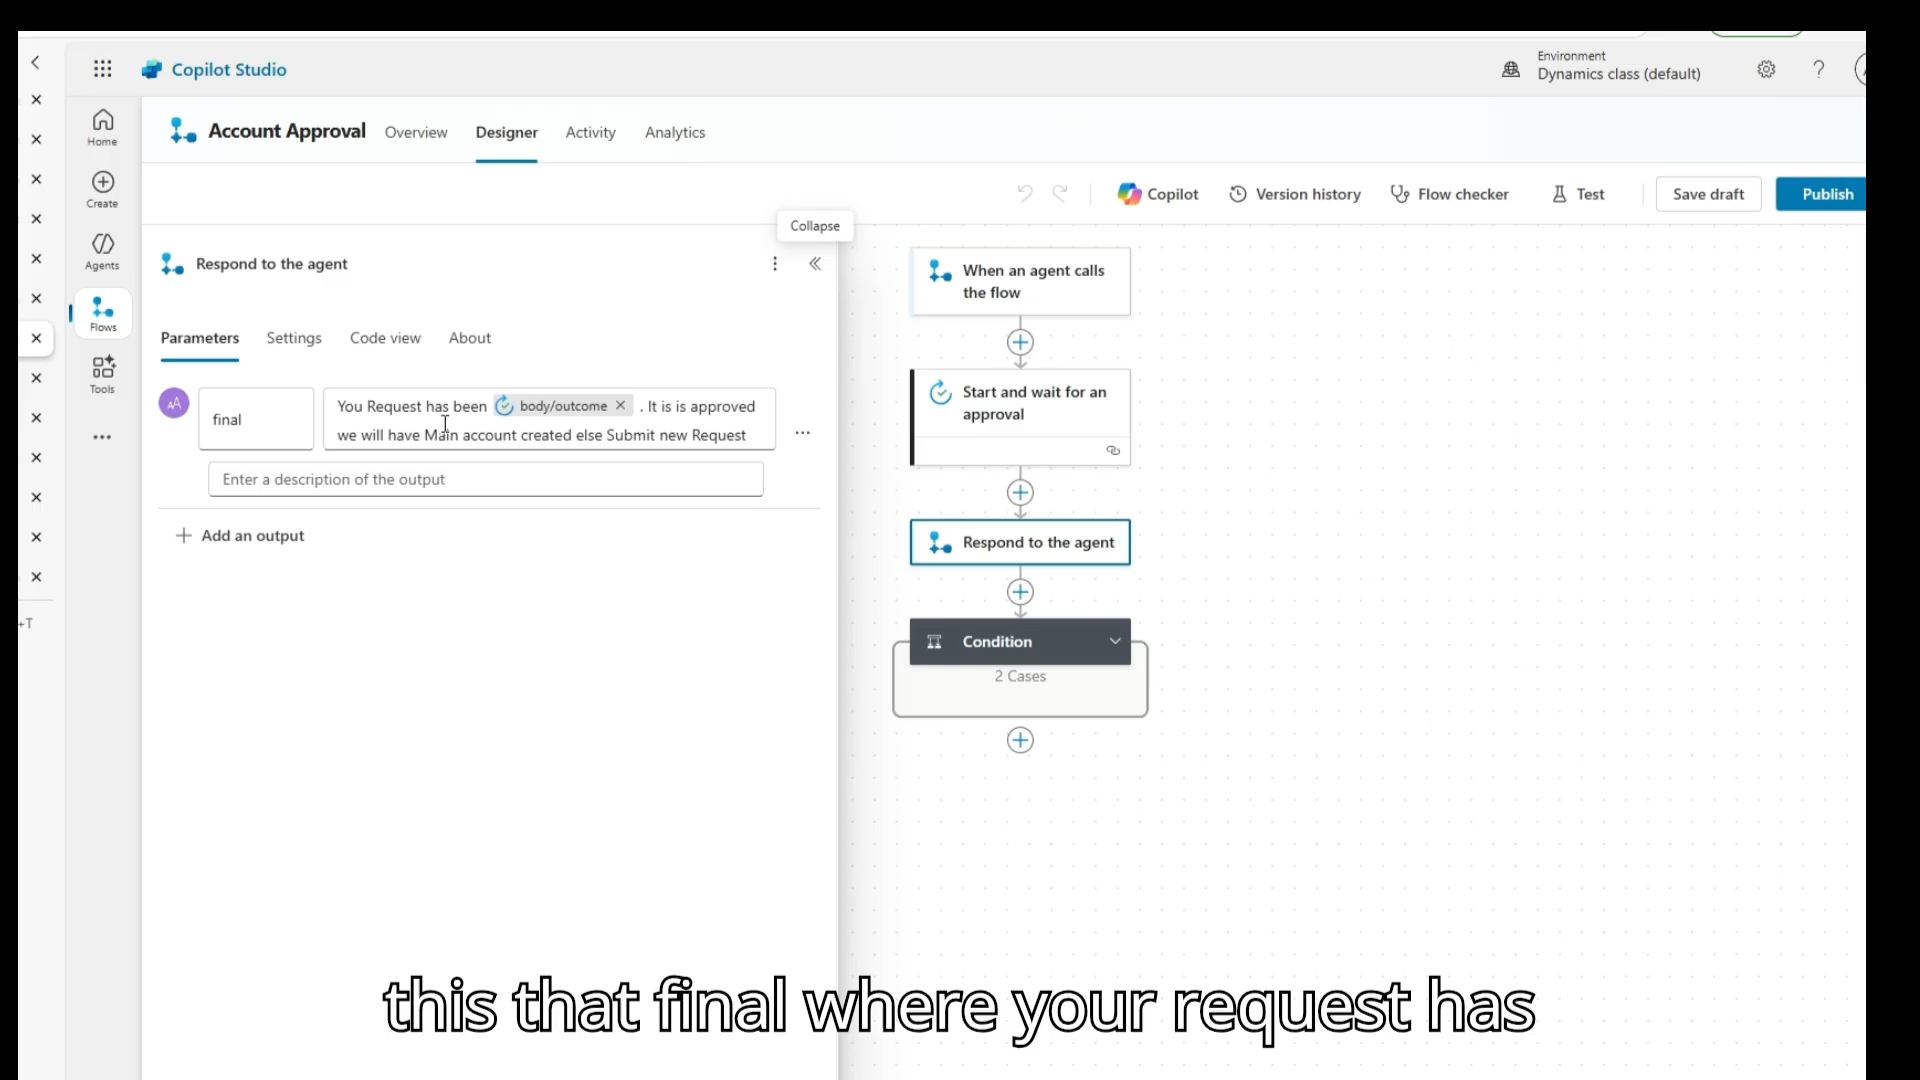 Copilot Studio
Environment
Dynamics class (default)
?
Home
Create
Agents
Flows
Tools
+T
Account Approval
Overview
Designer
Activity
Analytics
Copilot
Version history
Flow checker
Test
Save draft
Publish
Collapse
Respond to the agent
Parameters
Settings
Code view
About
final
You Request has been body/outcome . It is is approved
we will have Main account created else Submit new Request
Enter a description of the output
Add an output
When an agent calls
the flow
Start and wait for an
approval
Respond to the agent
Condition
2 Cases
this that final where your request has